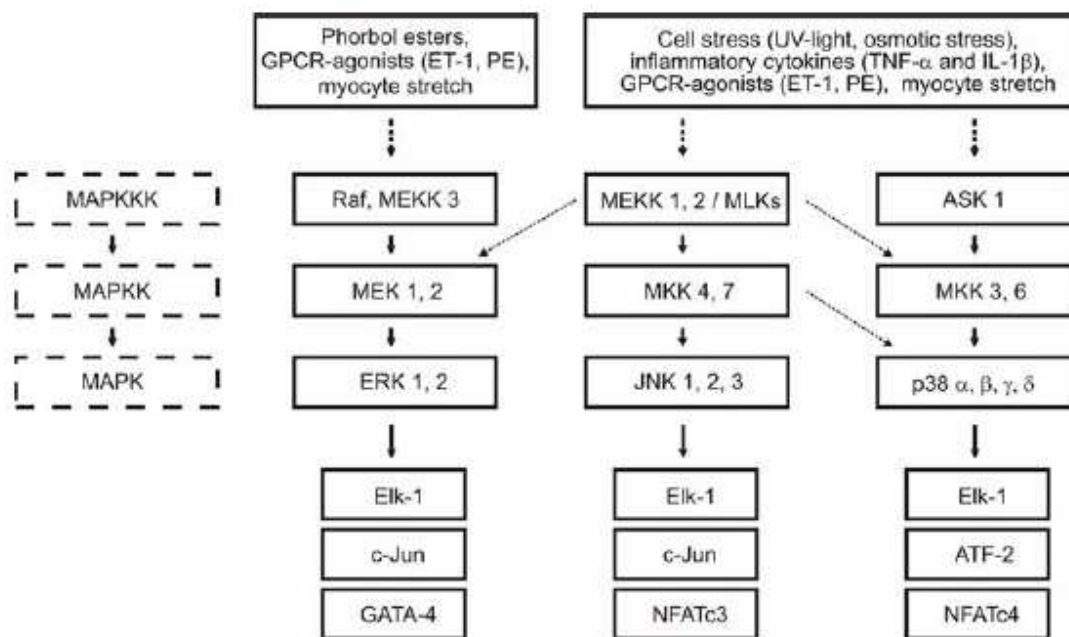 Phorbol esters,
GPCR-agonists (ET-1, PE),
myocyte stretch
Cell stress (UV-light, osmotic stress),
inflammatory cytokines (TNF-α and IL-1β),
GPCR-agonists (ET-1, PE), myocyte stretch
MAPKKK
Raf, MEKK 3
MEKK 1, 2 / MLKs
ASK 1
MAPKK
MEK 1, 2
MKK 4, 7
MKK 3, 6
MAPK
ERK 1, 2
JNK 1, 2, 3
p38 α, β, γ, δ
Elk-1
Elk-1
Elk-1
c-Jun
c-Jun
ATF-2
GATA-4
NFATc3
NFATc4